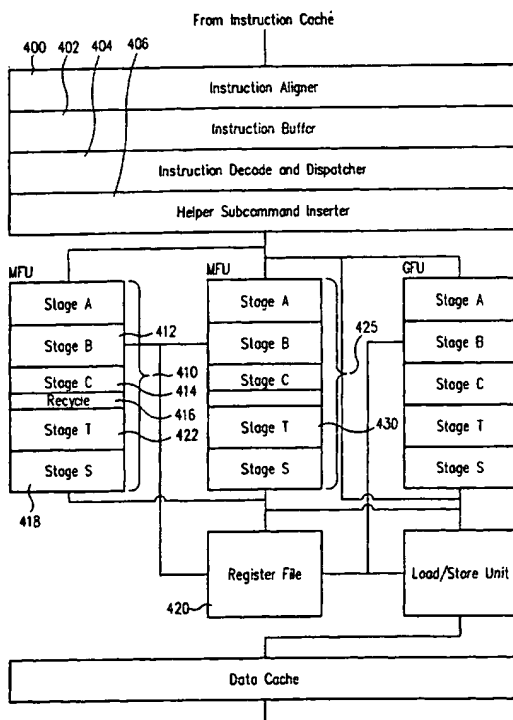 From Instruction Cache
400
402
404
406
Instruction Aligner
Instruction Buffer
Instruction Decode and Dispatcher
Helper Subcommand Inserter
MFU
MFU
GFU
Stage A
Stage B
Stage C
Recycle
Stage T
Stage S
412
410
414
416
422
418
Stage A
Stage B
Stage C
Stage T
Stage S
425
430
Stage A
Stage B
Stage C
Stage T
Stage S
Register File
420
Load/Store Unit
Data Cache